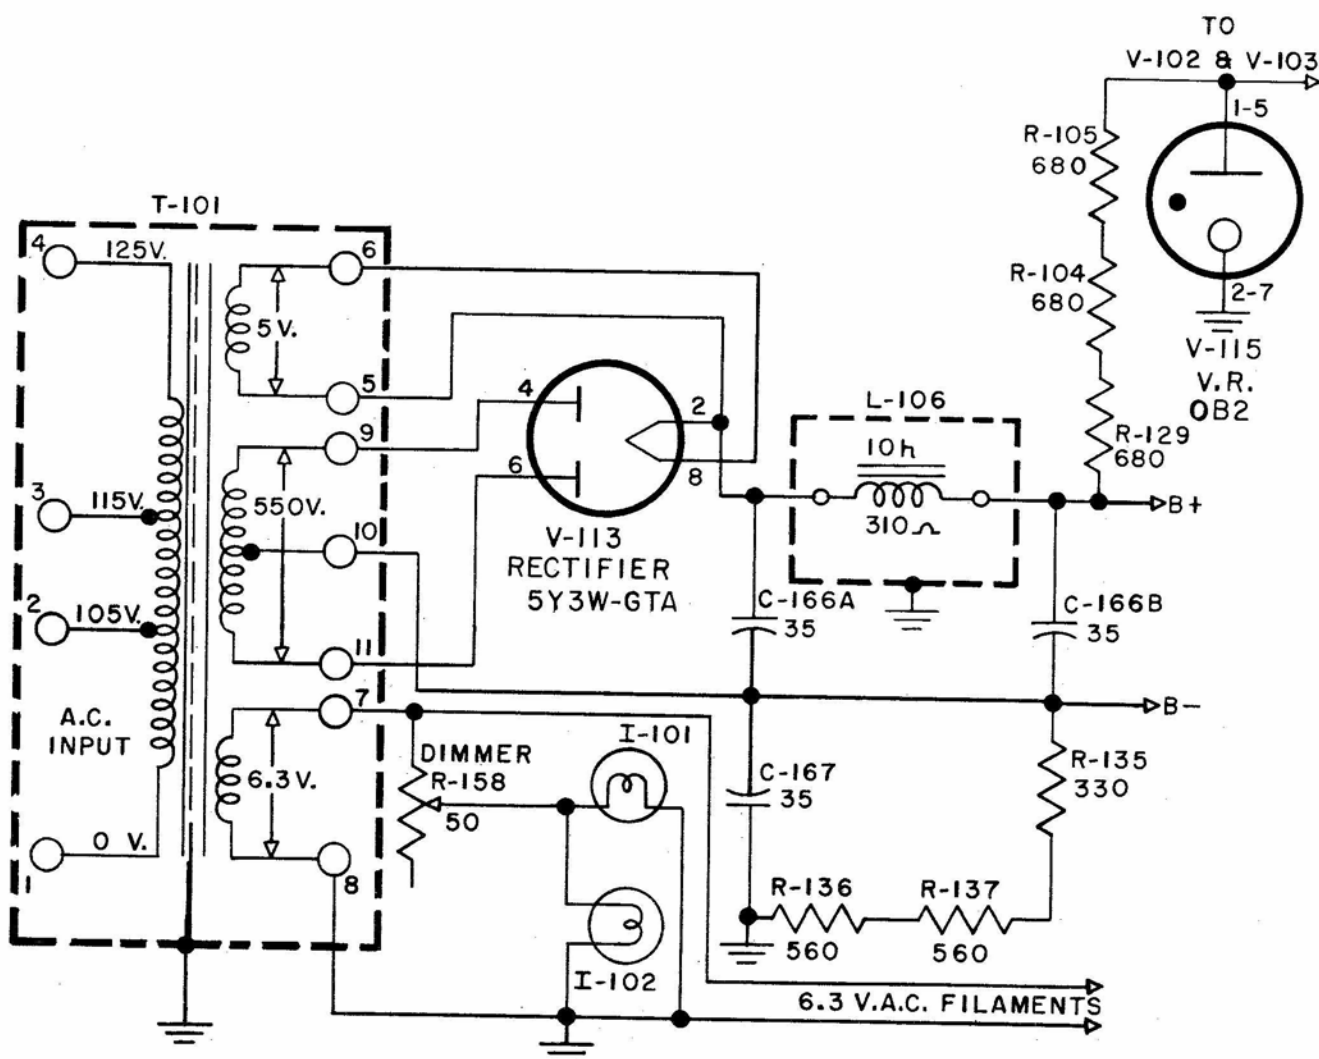 TO
V-102 & V-103
1-5
R-105
680
R-104
680
2-7
V-115
V.R.
OB2
R-129
680
T-101
4
125V.
6
5V.
5
3
115V.
9
550V.
10
2
105V.
11
A.C.
INPUT
7
6.3V.
0 V.
1
8
4
2
6
8
V-113
RECTIFIER
5Y3W-GTA
L-106
10h
310Ω
B+
C-166A
35
C-166B
35
B-
DIMMER
R-158
50
I-101
C-167
35
R-135
330
R-136
560
R-137
560
I-102
6.3 V.A.C. FILAMENTS